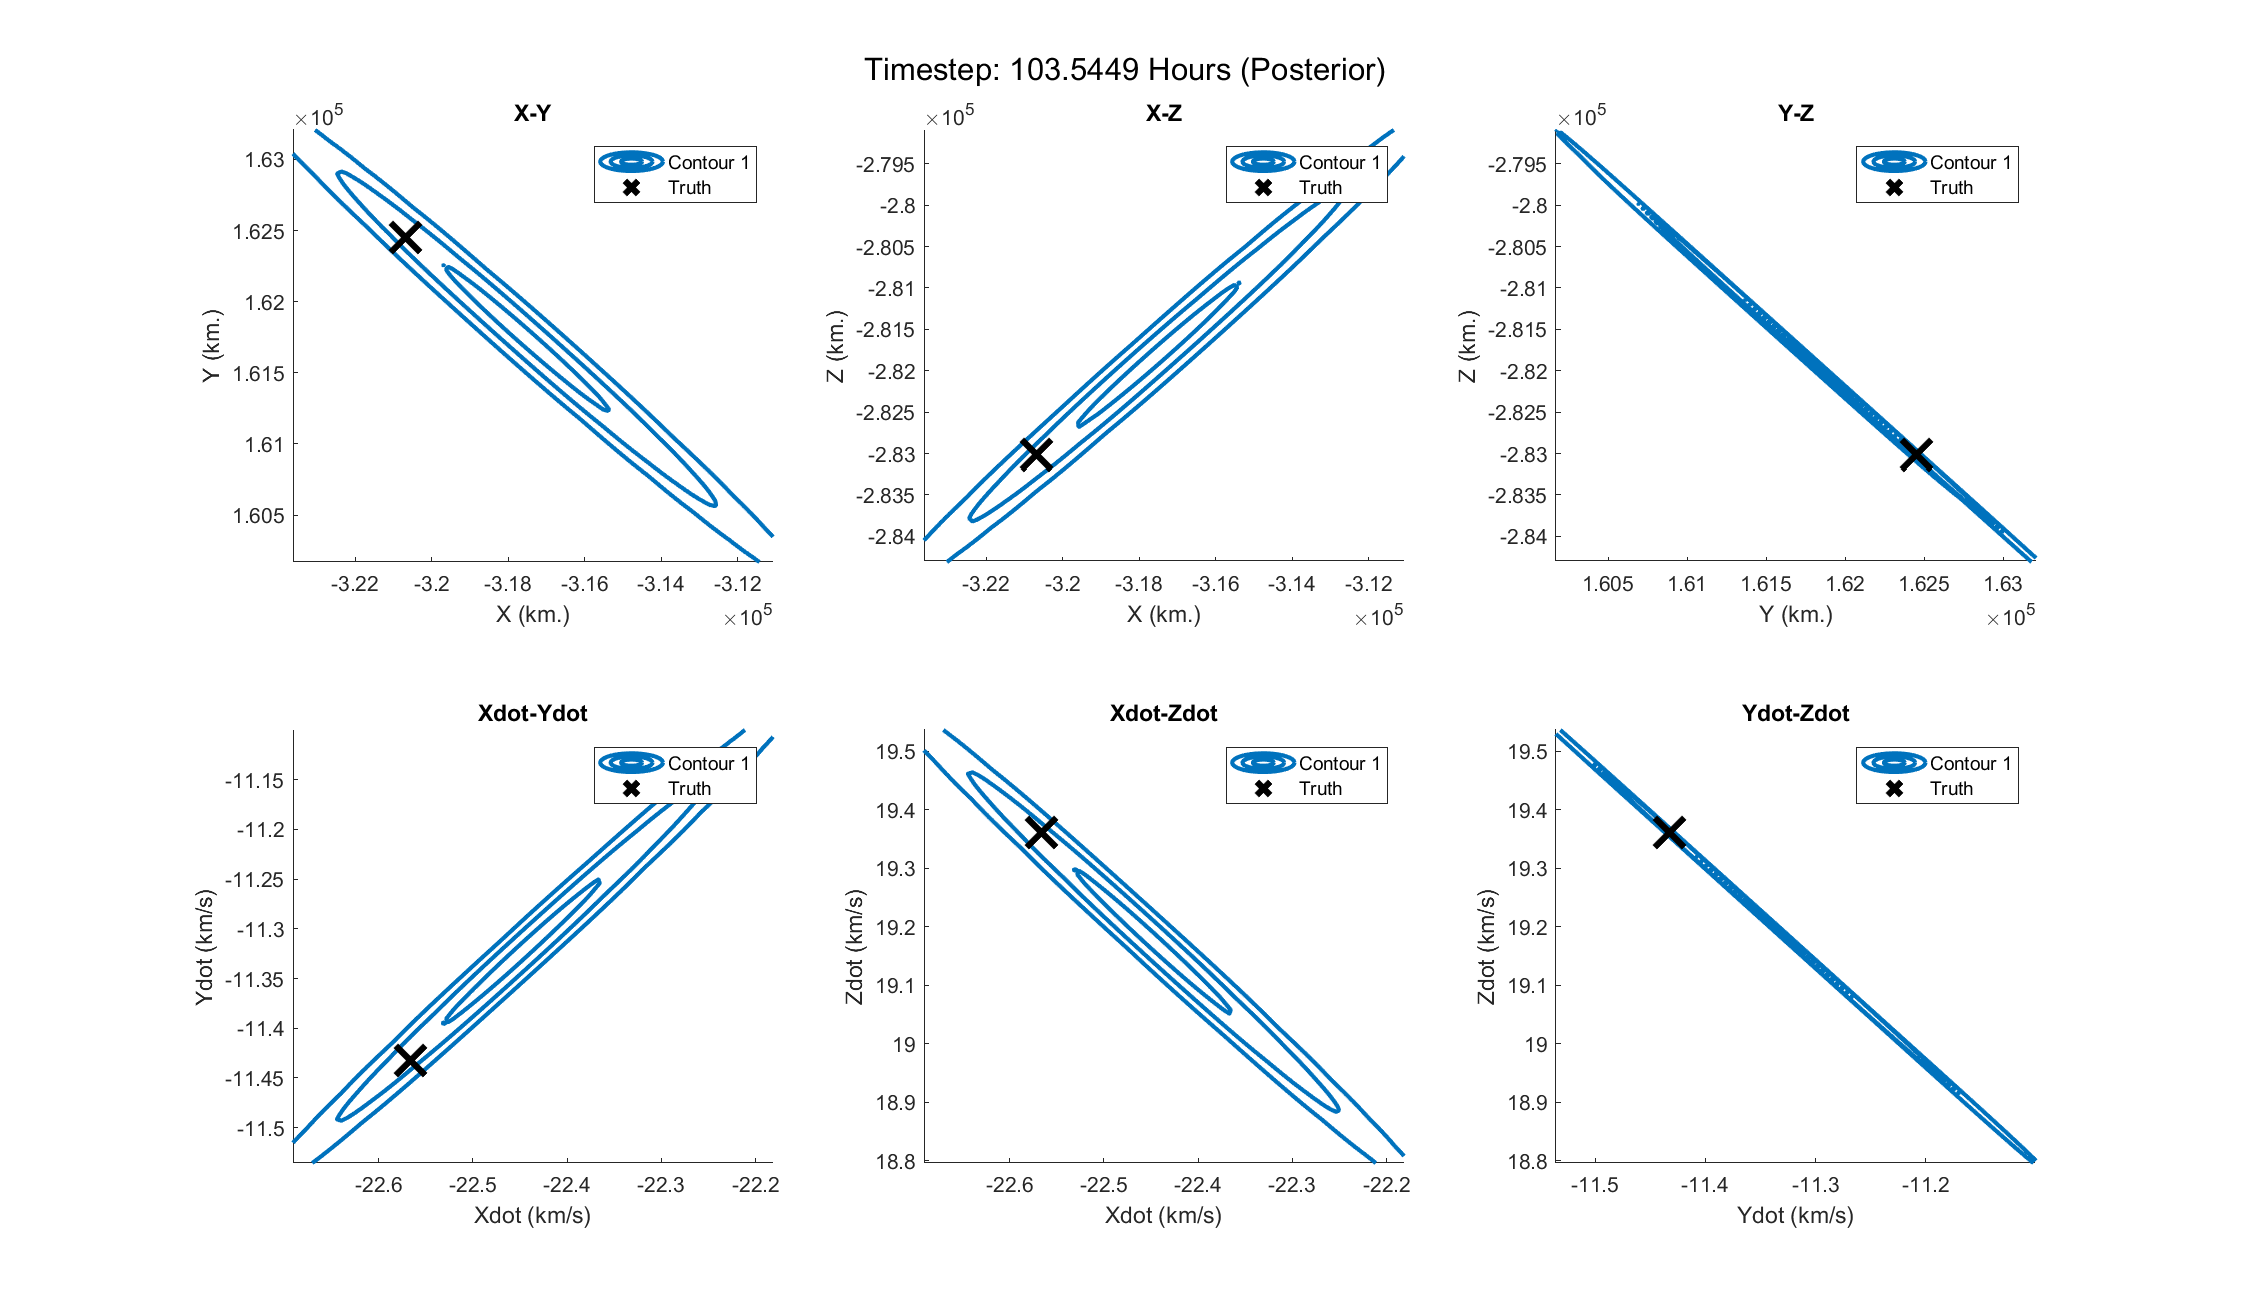 Timestep: 103.5449 Hours (Posterior)
X-Y
×10^5
1.63
1.625
1.62
1.615
1.61
1.605
Y (km.)
-3.22 -3.2 -3.18 -3.16 -3.14 -3.12
X (km.)
×10^5
Contour 1
Truth
X-Z
×10^5
-2.795
-2.8
-2.805
-2.81
-2.815
-2.82
-2.825
-2.83
-2.835
-2.84
Z (km.)
-3.22 -3.2 -3.18 -3.16 -3.14 -3.12
X (km.)
×10^5
Contour 1
Truth
Y-Z
×10^5
-2.795
-2.8
-2.805
-2.81
-2.815
-2.82
-2.825
-2.83
-2.835
-2.84
Z (km.)
1.605 1.61 1.615 1.62 1.625 1.63
Y (km.)
×10^5
Contour 1
Truth
Xdot-Ydot
-11.15
-11.2
-11.25
-11.3
-11.35
-11.4
-11.45
-11.5
Ydot (km/s)
-22.6 -22.5 -22.4 -22.3 -22.2
Xdot (km/s)
Contour 1
Truth
Xdot-Zdot
19.5
19.4
19.3
19.2
19.1
19
18.9
18.8
Zdot (km/s)
-22.6 -22.5 -22.4 -22.3 -22.2
Xdot (km/s)
Contour 1
Truth
Ydot-Zdot
19.5
19.4
19.3
19.2
19.1
19
18.9
18.8
Zdot (km/s)
-11.5 -11.4 -11.3 -11.2
Ydot (km/s)
Contour 1
Truth